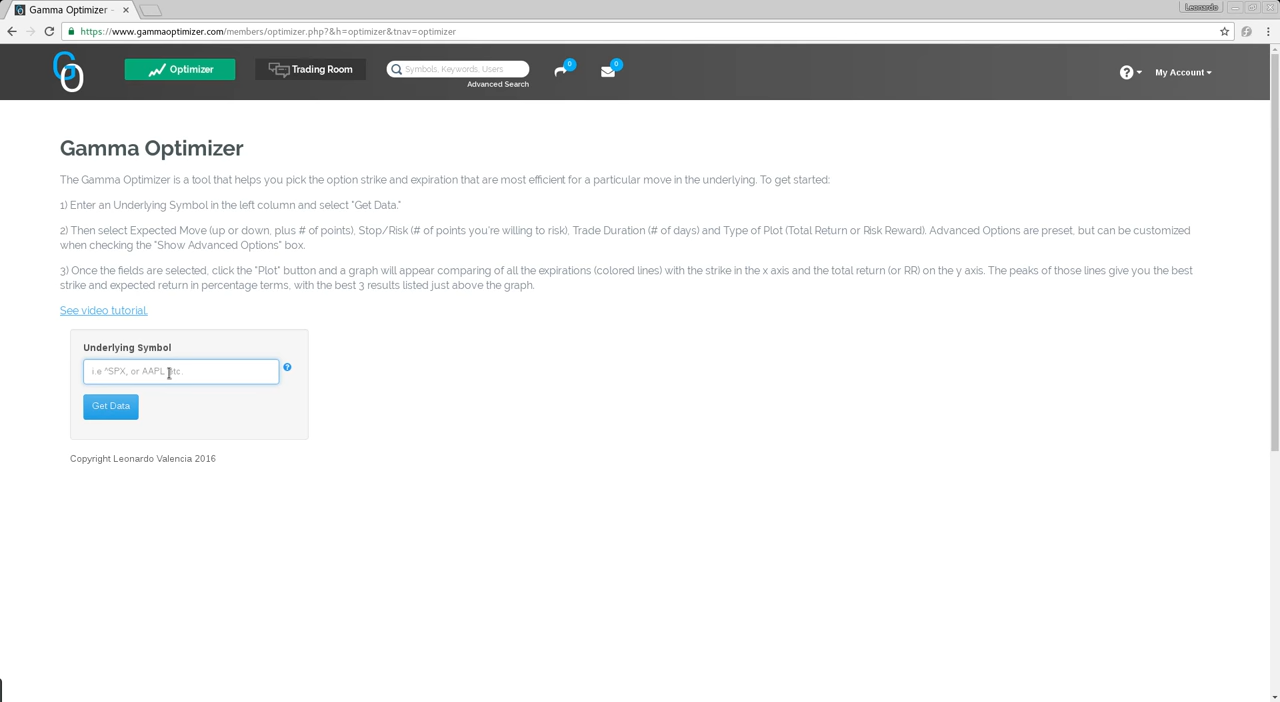 Gamma Optimizer -
Leonardo
https://www.gammaoptimizer.com/members/optimizer.php?&h=optimizer&tnav=optimizer
GO Optimizer Trading Room Symbols, Keywords, Users 0 0 ? My Account
Advanced Search
Gamma Optimizer
The Gamma Optimizer is a tool that helps you pick the option strike and expiration that are most efficient for a particular move in the underlying. To get started:
1) Enter an Underlying Symbol in the left column and select "Get Data."
2) Then select Expected Move (up or down, plus # of points), Stop/Risk (# of points you're willing to risk), Trade Duration (# of days) and Type of Plot (Total Return or Risk Reward). Advanced Options are preset, but can be customized
when checking the "Show Advanced Options" box.
3) Once the fields are selected, click the "Plot" button and a graph will appear comparing of all the expirations (colored lines) with the strike in the x axis and the total return (or RR) on the y axis. The peaks of those lines give you the best
strike and expected return in percentage terms, with the best 3 results listed just above the graph.
See video tutorial.
Underlying Symbol
i.e ^SPX, or AAPL etc. ?
Get Data
Copyright Leonardo Valencia 2016